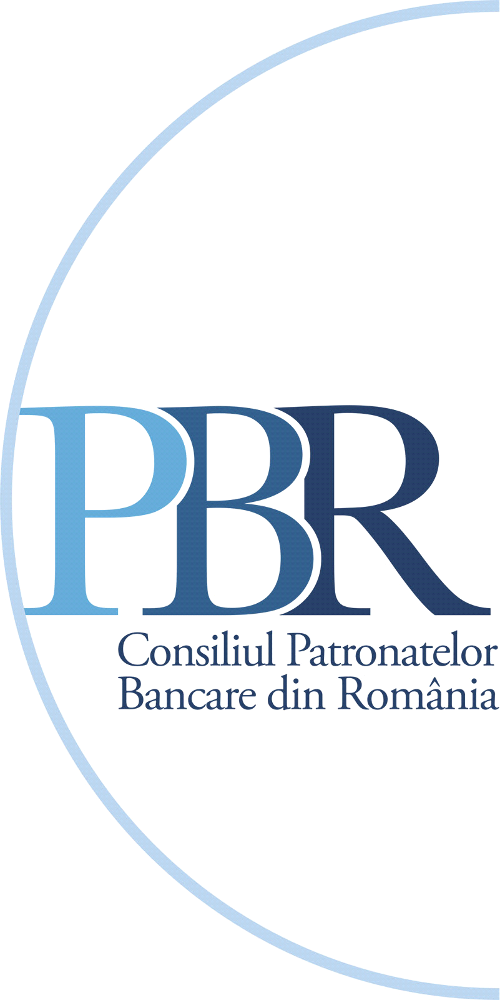 PBR
Consiliul Patronatelor
Bancare din România